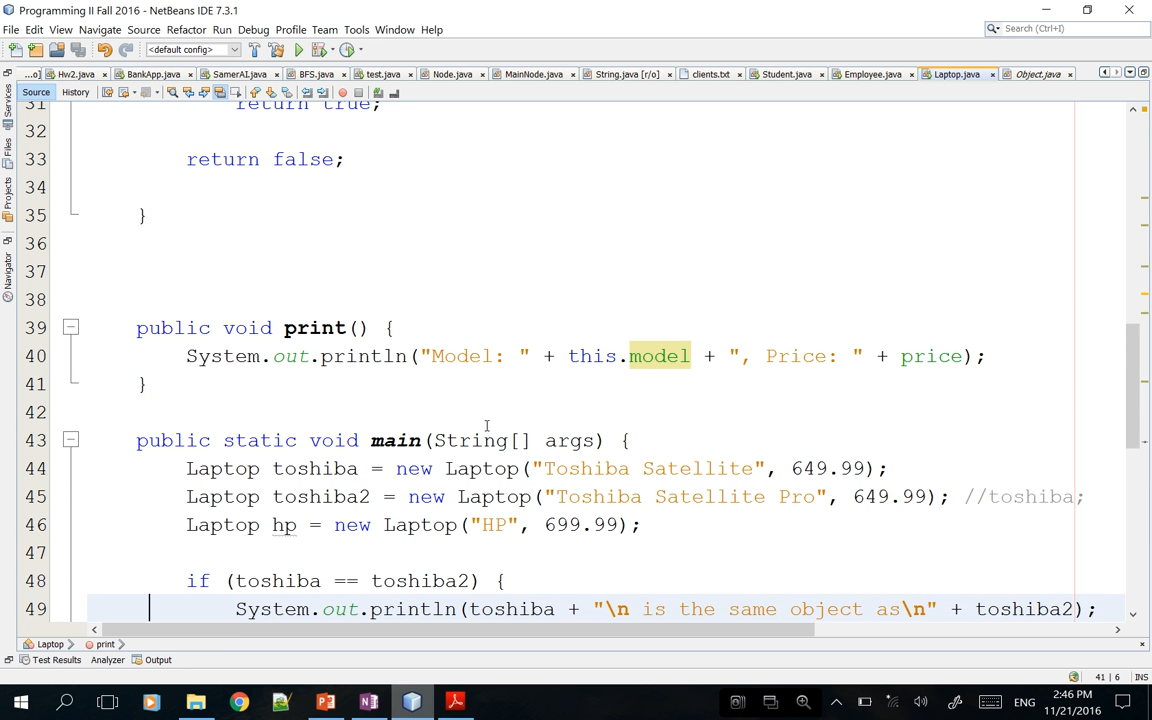 Programming II Fall 2016 - NetBeans IDE 7.3.1
File Edit View Navigate Source Refactor Run Debug Profile Team Tools Window Help
Search (Ctrl+I)
<default config>
...o] Hw2.java BankApp.java SamerAI.java BFS.java test.java Node.java MainNode.java String.java [r/o] clients.txt Student.java Employee.java Laptop.java Object.java
Source History
Services
Files
Projects
Navigator
31 return true;
32
33 return false;
34
35 }
36
37
38
39 public void print() {
40 System.out.println("Model: " + this.model + ", Price: " + price);
41 }
42
43 public static void main(String[] args) {
44 Laptop toshiba = new Laptop("Toshiba Satellite", 649.99);
45 Laptop toshiba2 = new Laptop("Toshiba Satellite Pro", 649.99); //toshiba;
46 Laptop hp = new Laptop("HP", 699.99);
47
48 if (toshiba == toshiba2) {
49 System.out.println(toshiba + "\n is the same object as\n" + toshiba2);
Laptop print
Test Results Analyzer Output
41 | 6 INS
ENG
2:46 PM
11/21/2016